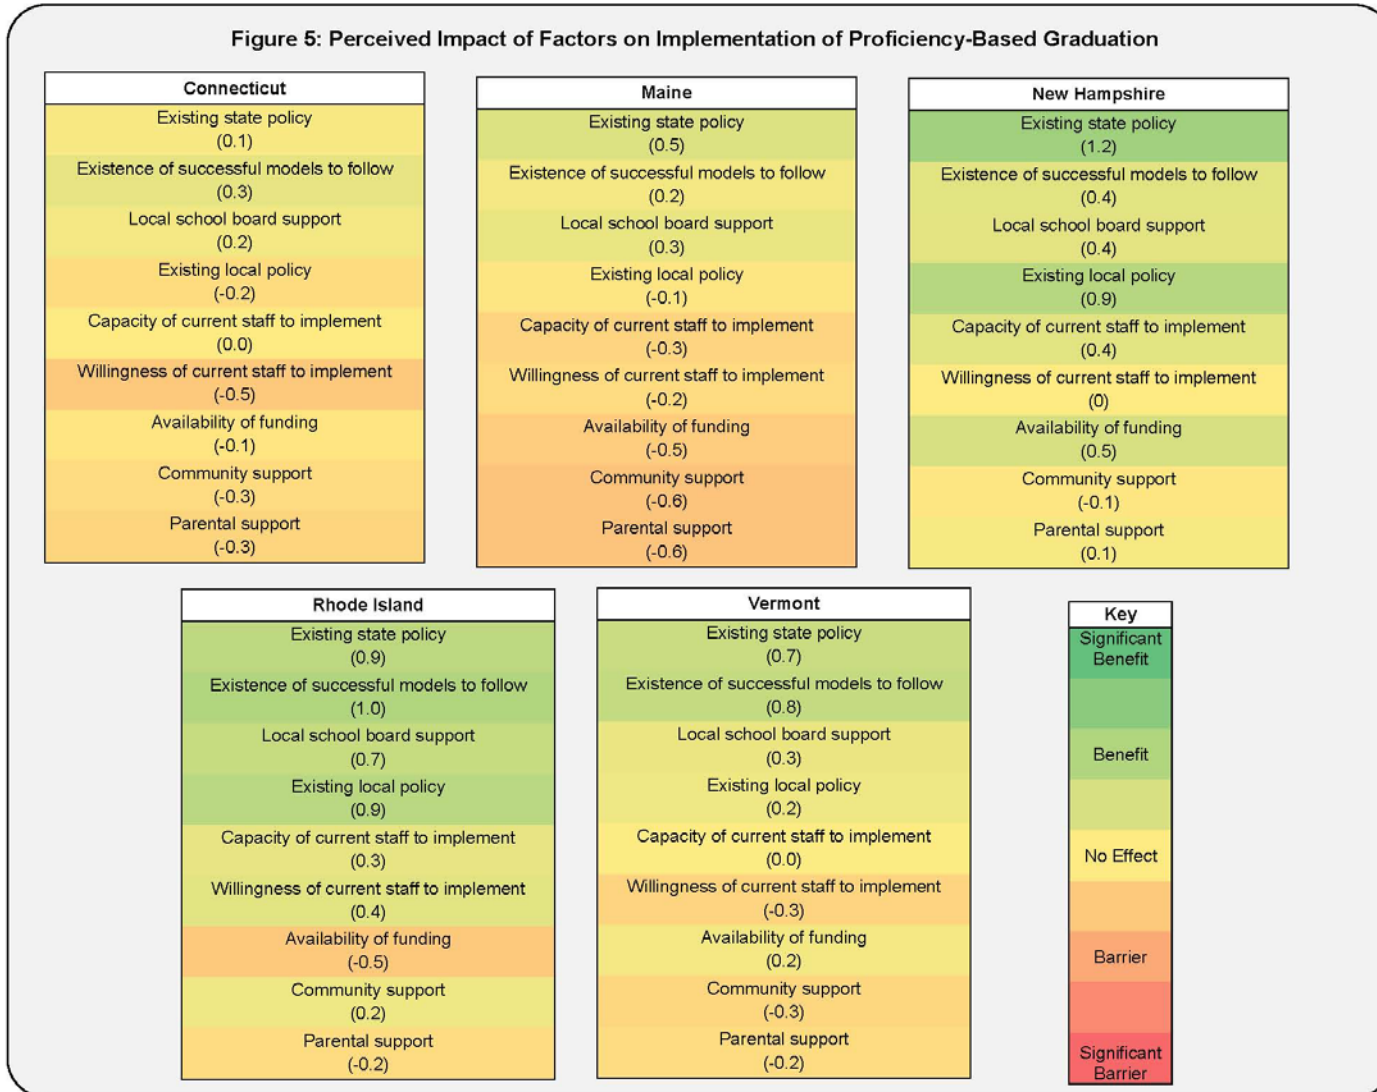 Figure 5: Perceived Impact of Factors on Implementation of Proficiency-Based Graduation
Connecticut
Existing state policy
(0.1)
Existence of successful models to follow
(0.3)
Local school board support
(0.2)
Existing local policy
(-0.2)
Capacity of current staff to implement
(0.0)
Willingness of current staff to implement
(-0.5)
Availability of funding
(-0.1)
Community support
(-0.3)
Parental support
(-0.3)
Maine
Existing state policy
(0.5)
Existence of successful models to follow
(0.2)
Local school board support
(0.3)
Existing local policy
(-0.1)
Capacity of current staff to implement
(-0.3)
Willingness of current staff to implement
(-0.2)
Availability of funding
(-0.5)
Community support
(-0.6)
Parental support
(-0.6)
New Hampshire
Existing state policy
(1.2)
Existence of successful models to follow
(0.4)
Local school board support
(0.4)
Existing local policy
(0.9)
Capacity of current staff to implement
(0.4)
Willingness of current staff to implement
(0)
Availability of funding
(0.5)
Community support
(-0.1)
Parental support
(0.1)
Rhode Island
Existing state policy
(0.9)
Existence of successful models to follow
(1.0)
Local school board support
(0.7)
Existing local policy
(0.9)
Capacity of current staff to implement
(0.3)
Willingness of current staff to implement
(0.4)
Availability of funding
(-0.5)
Community support
(0.2)
Parental support
(-0.2)
Vermont
Existing state policy
(0.7)
Existence of successful models to follow
(0.8)
Local school board support
(0.3)
Existing local policy
(0.2)
Capacity of current staff to implement
(0.0)
Willingness of current staff to implement
(-0.3)
Availability of funding
(0.2)
Community support
(-0.3)
Parental support
(-0.2)
Key
Significant
Benefit
Benefit
No Effect
Barrier
Significant
Barrier